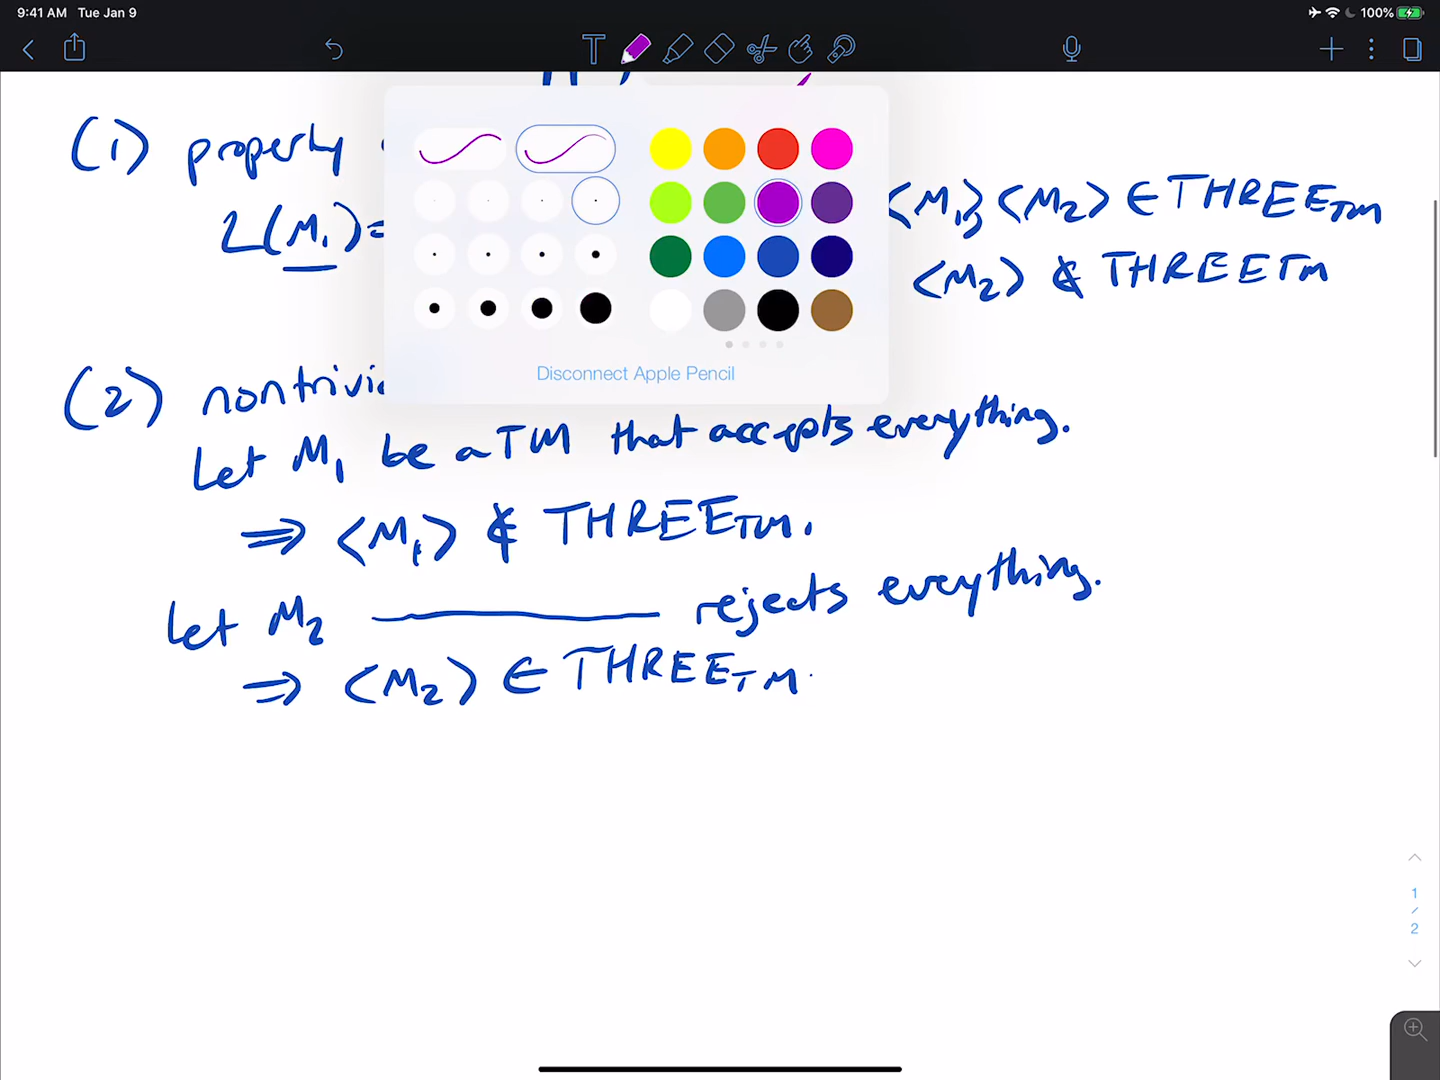 9:41 AM Tue Jan 9
100%
(1) property
L(M₁)=
⟨M₁⟩, ⟨M₂⟩ ∈ THREE_TM
⟨M₂⟩ ∉ THREE_TM
Disconnect Apple Pencil
(2) nontrivi
Let M₁ be a TM that accepts everything.
⇒ ⟨M₁⟩ ∉ THREE_TM.
Let M₂ ______ rejects everything.
⇒ ⟨M₂⟩ ∈ THREE_TM.
1
/
2